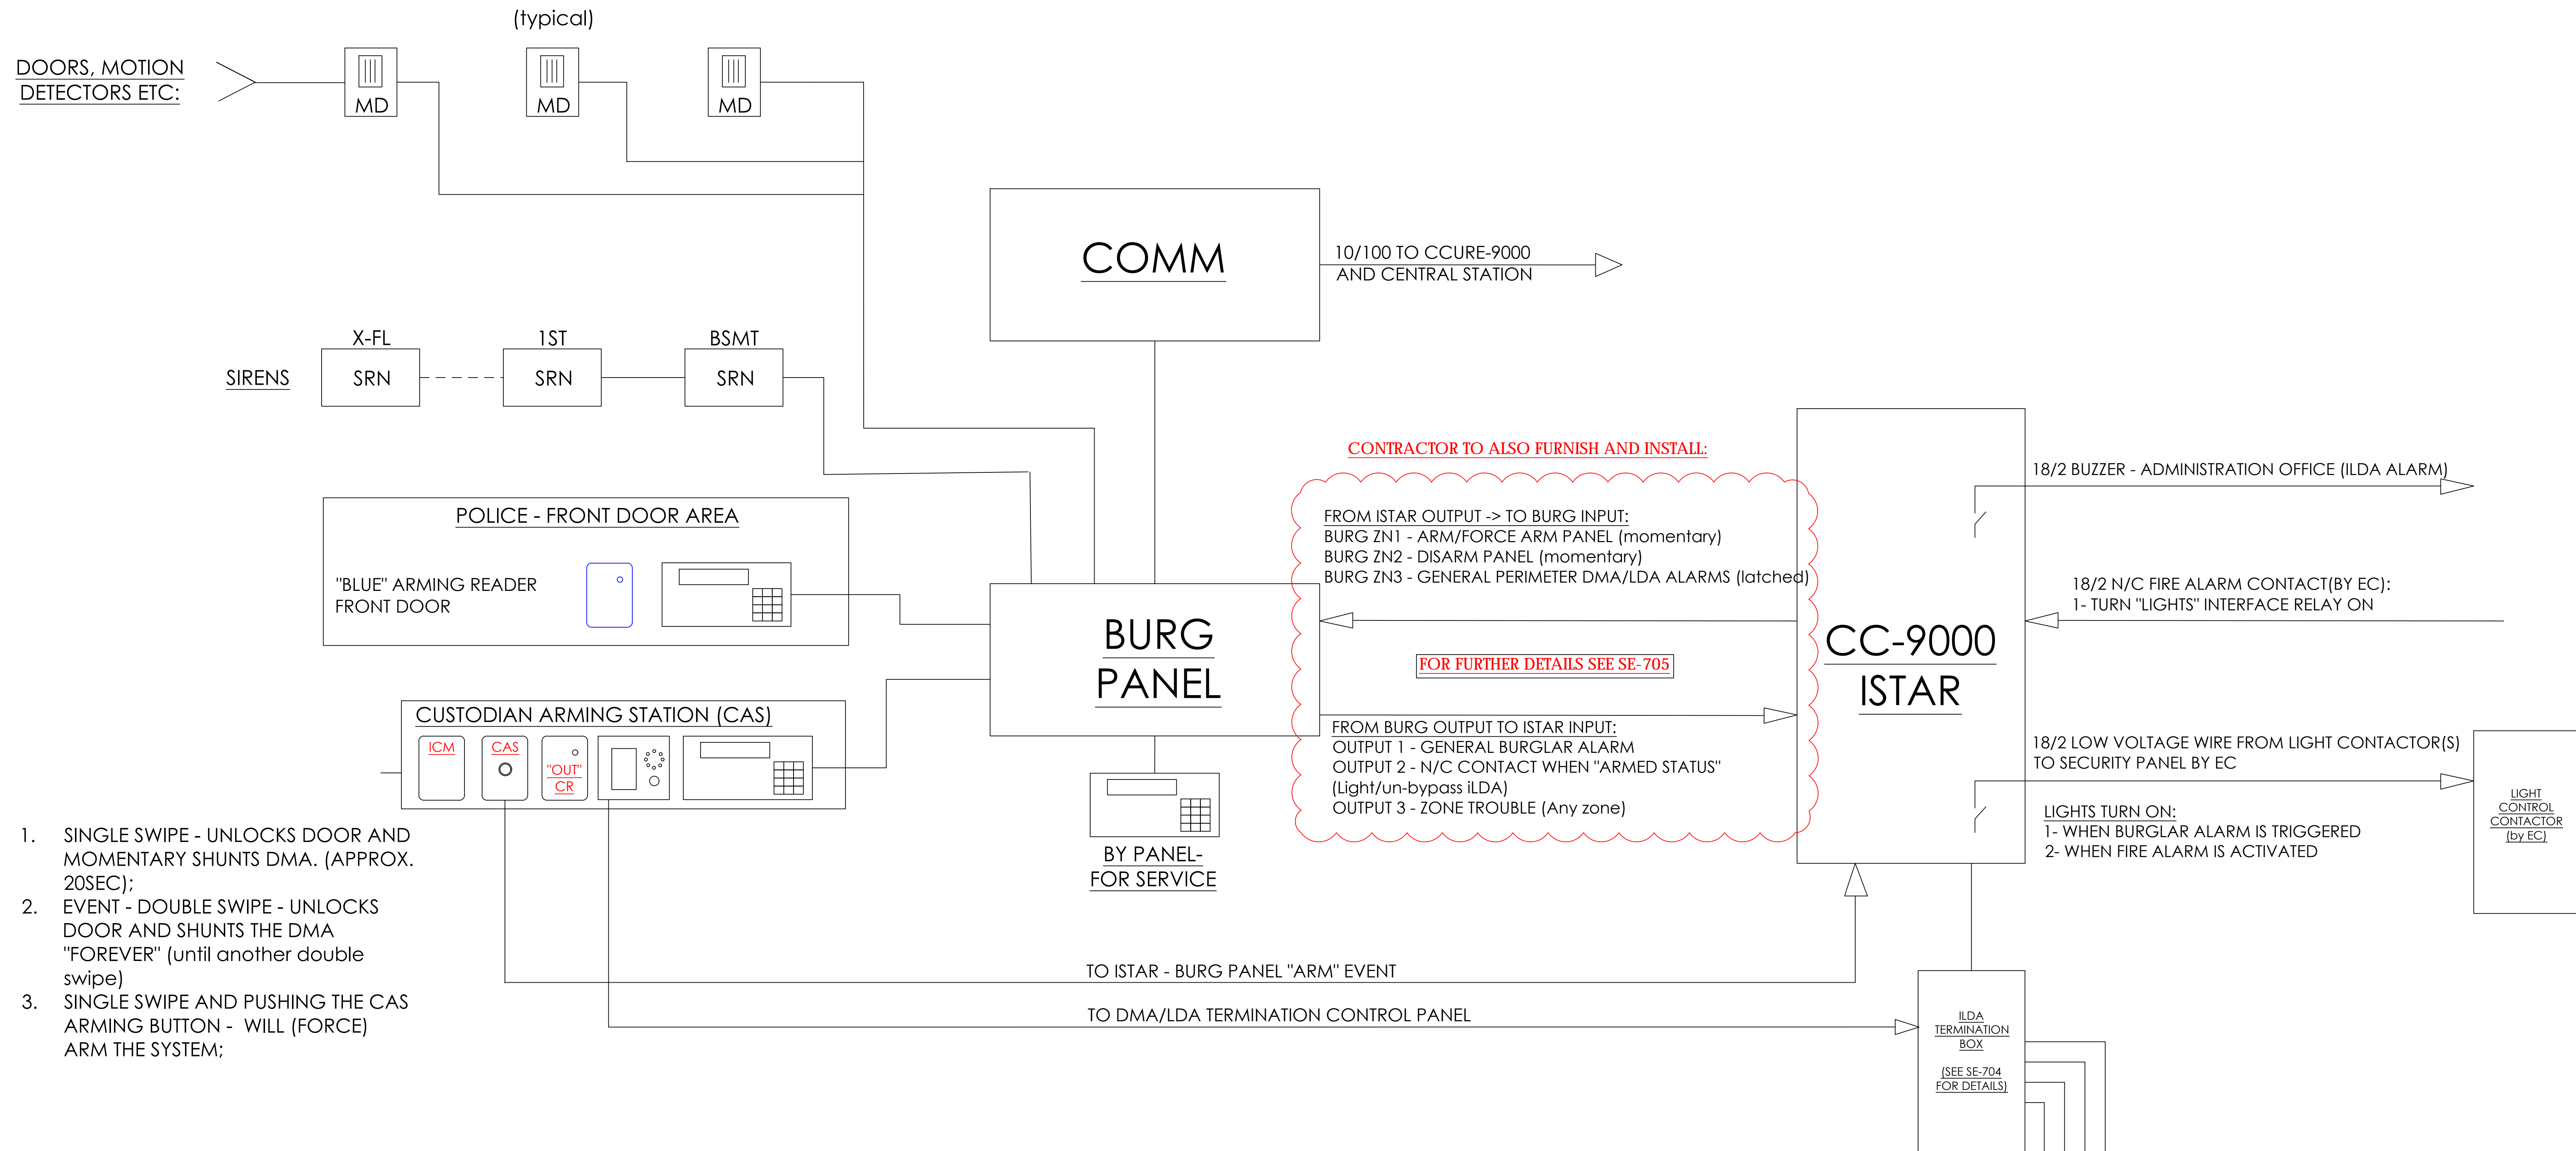 (typical)
DOORS, MOTION
DETECTORS ETC:
MD
MD
MD
COMM
10/100 TO CCURE-9000
AND CENTRAL STATION
X-FL
1ST
BSMT
SIRENS
SRN
SRN
SRN
POLICE - FRONT DOOR AREA
"BLUE" ARMING READER
FRONT DOOR
CUSTODIAN ARMING STATION (CAS)
ICM
CAS
"OUT"
CR
BURG
PANEL
BY PANEL-
FOR SERVICE
CONTRACTOR TO ALSO FURNISH AND INSTALL:
FROM ISTAR OUTPUT -> TO BURG INPUT:
BURG ZN1 - ARM/FORCE ARM PANEL (momentary)
BURG ZN2 - DISARM PANEL (momentary)
BURG ZN3 - GENERAL PERIMETER DMA/LDA ALARMS (latched)
FOR FURTHER DETAILS SEE SE-705
FROM BURG OUTPUT TO ISTAR INPUT:
OUTPUT 1 - GENERAL BURGLAR ALARM
OUTPUT 2 - N/C CONTACT WHEN "ARMED STATUS"
(Light/un-bypass iLDA)
OUTPUT 3 - ZONE TROUBLE (Any zone)
CC-9000
ISTAR
18/2 BUZZER - ADMINISTRATION OFFICE (ILDA ALARM)
18/2 N/C FIRE ALARM CONTACT(BY EC):
1- TURN "LIGHTS" INTERFACE RELAY ON
18/2 LOW VOLTAGE WIRE FROM LIGHT CONTACTOR(S)
TO SECURITY PANEL BY EC
LIGHTS TURN ON:
1- WHEN BURGLAR ALARM IS TRIGGERED
2- WHEN FIRE ALARM IS ACTIVATED
LIGHT
CONTROL
CONTACTOR
(by EC)
1. SINGLE SWIPE - UNLOCKS DOOR AND
MOMENTARY SHUNTS DMA. (APPROX.
20SEC);
2. EVENT - DOUBLE SWIPE - UNLOCKS
DOOR AND SHUNTS THE DMA
"FOREVER" (until another double
swipe)
3. SINGLE SWIPE AND PUSHING THE CAS
ARMING BUTTON - WILL (FORCE)
ARM THE SYSTEM;
TO ISTAR - BURG PANEL "ARM" EVENT
TO DMA/LDA TERMINATION CONTROL PANEL
ILDA
TERMINATION
BOX
(SEE SE-704
FOR DETAILS)